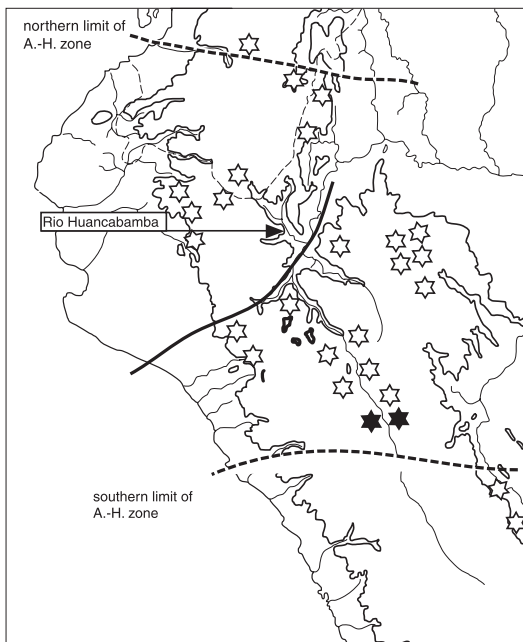 northern limit of
A.-H. zone
Rio Huancabamba
southern limit of
A.-H. zone